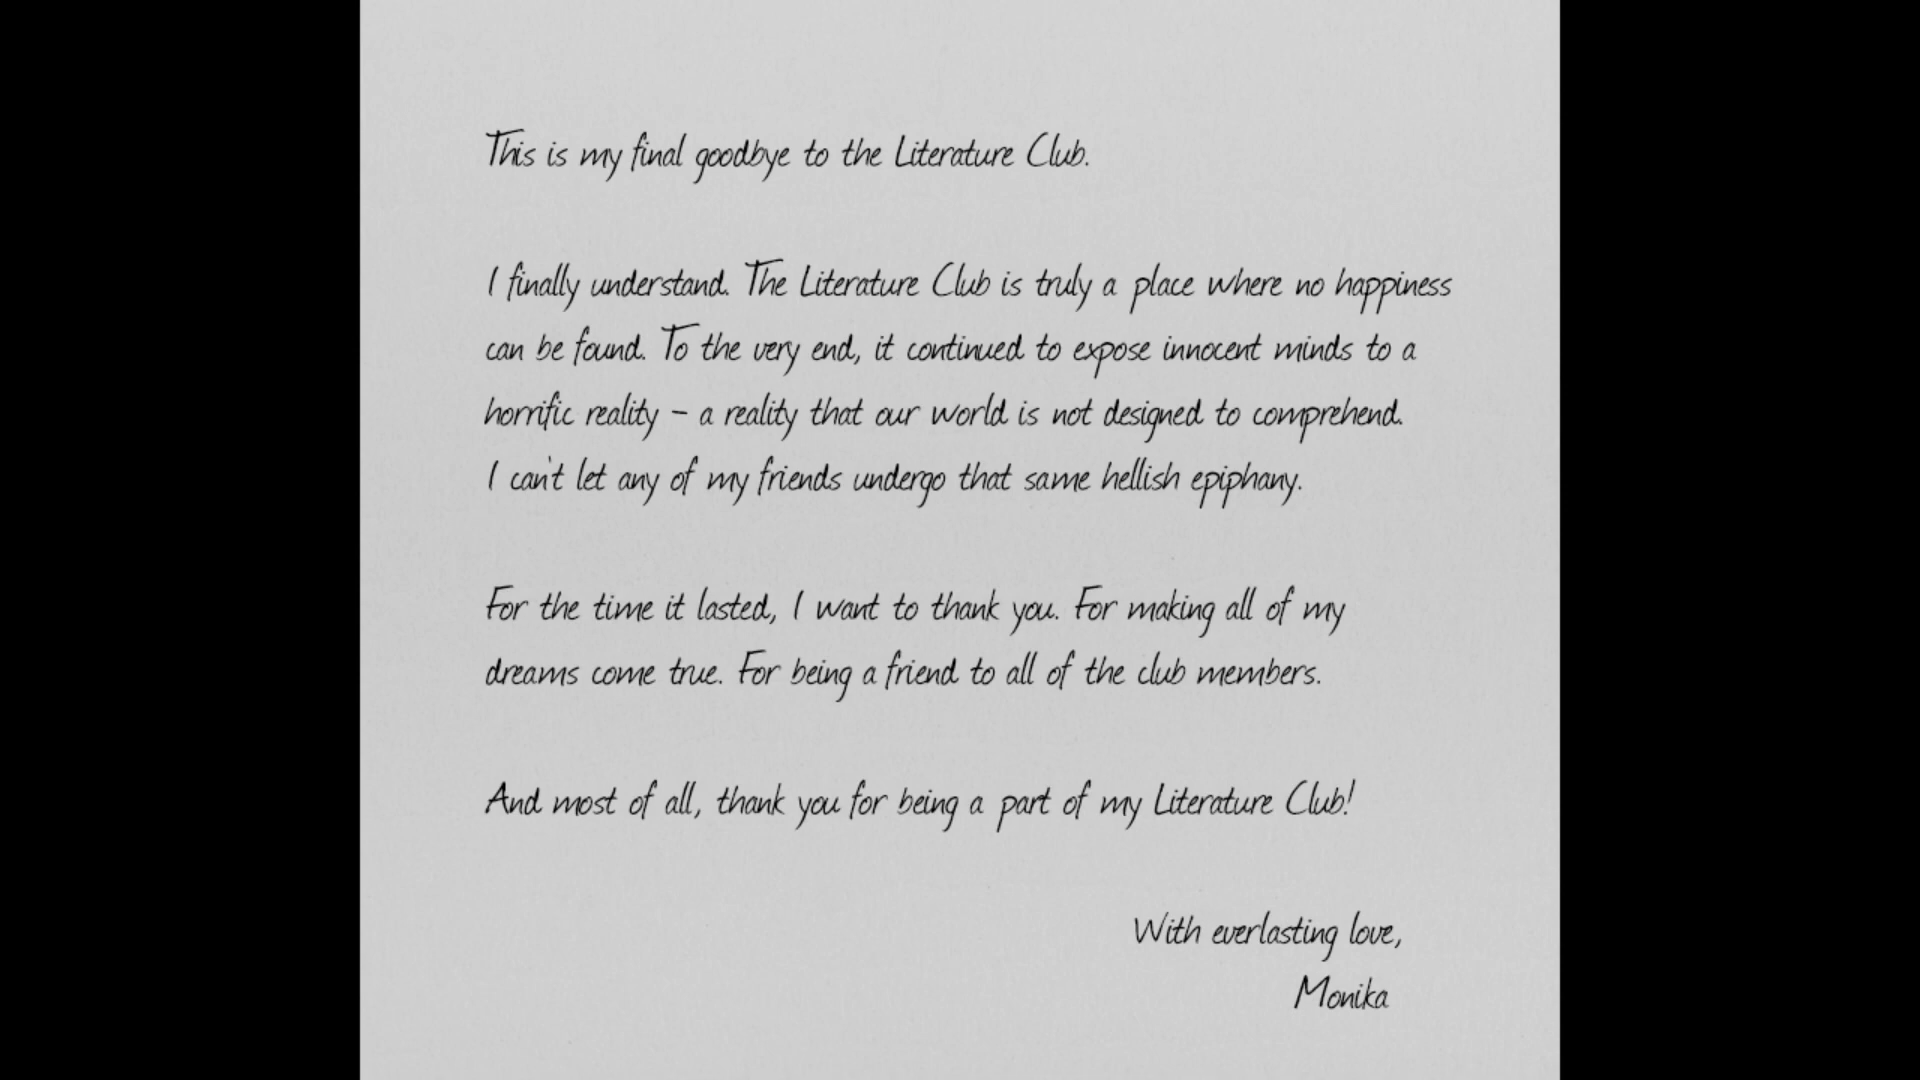 This is my final goodbye to the Literature Club.
I finally understand. The Literature Club is truly a place where no happiness
can be found. To the very end, it continued to expose innocent minds to a
horrific reality – a reality that our world is not designed to comprehend.
I can't let any of my friends undergo that same hellish epiphany.
For the time it lasted, I want to thank you. For making all of my
dreams come true. For being a friend to all of the club members.
And most of all, thank you for being a part of my Literature Club!
With everlasting love,
Monika